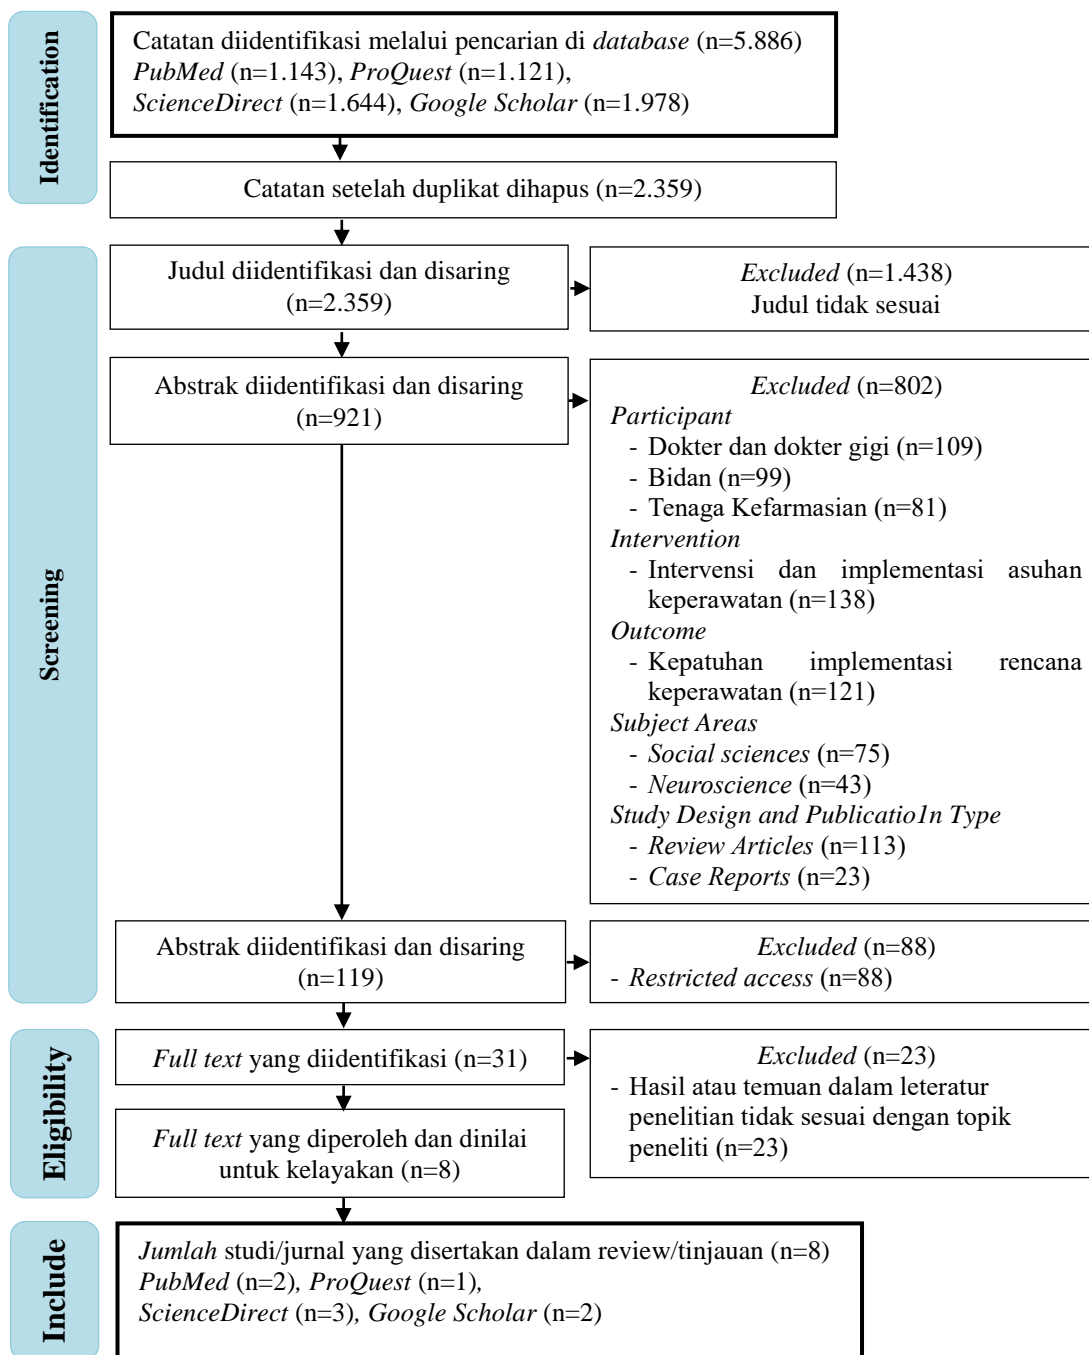 Identification
Catatan diidentifikasi melalui pencarian di database (n=5.886)
PubMed (n=1.143), ProQuest (n=1.121),
ScienceDirect (n=1.644), Google Scholar (n=1.978)
Catatan setelah duplikat dihapus (n=2.359)
Screening
Judul diidentifikasi dan disaring
(n=2.359)
Excluded (n=1.438)
Judul tidak sesuai
Abstrak diidentifikasi dan disaring
(n=921)
Excluded (n=802)
Participant
- Dokter dan dokter gigi (n=109)
- Bidan (n=99)
- Tenaga Kefarmasian (n=81)
Intervention
- Intervensi dan implementasi asuhan
keperawatan (n=138)
Outcome
- Kepatuhan implementasi rencana
keperawatan (n=121)
Subject Areas
- Social sciences (n=75)
- Neuroscience (n=43)
Study Design and Publicatio1n Type
- Review Articles (n=113)
- Case Reports (n=23)
Abstrak diidentifikasi dan disaring
(n=119)
Excluded (n=88)
- Restricted access (n=88)
Eligibility
Full text yang diidentifikasi (n=31)
Excluded (n=23)
- Hasil atau temuan dalam leteratur
penelitian tidak sesuai dengan topik
peneliti (n=23)
Full text yang diperoleh dan dinilai
untuk kelayakan (n=8)
Include
Jumlah studi/jurnal yang disertakan dalam review/tinjauan (n=8)
PubMed (n=2), ProQuest (n=1),
ScienceDirect (n=3), Google Scholar (n=2)